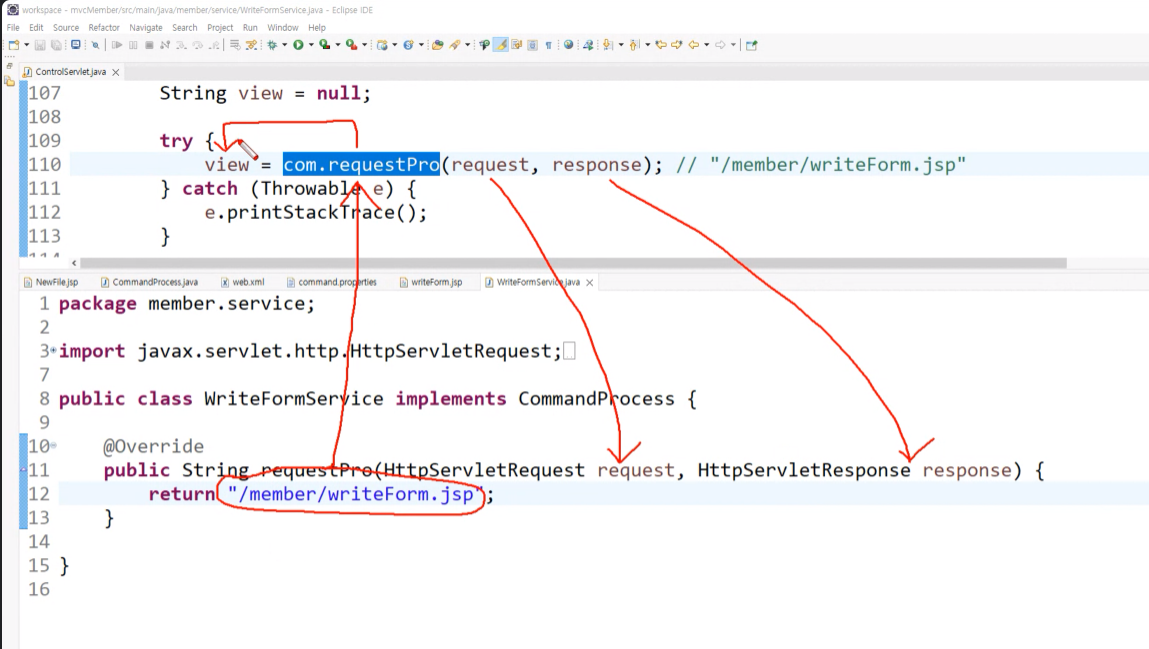 workspace - mvcMember/src/main/java/member/service/WriteFormService.java - Eclipse IDE
File Edit Source Refactor Navigate Search Project Run Window Help
ControlServlet.java
107 String view = null;
108
109 try {
110 view = com.requestPro(request, response); // "/member/writeForm.jsp"
111 } catch (Throwable e) {
112 e.printStackTrace();
113 }
114
NewFile.jsp CommandProcess.java web.xml command.properties writeForm.jsp WriteFormService.java
1 package member.service;
2
3 import javax.servlet.http.HttpServletRequest;
7
8 public class WriteFormService implements CommandProcess {
9
10 @Override
11 public String requestPro(HttpServletRequest request, HttpServletResponse response) {
12 return "/member/writeForm.jsp";
13 }
14
15 }
16